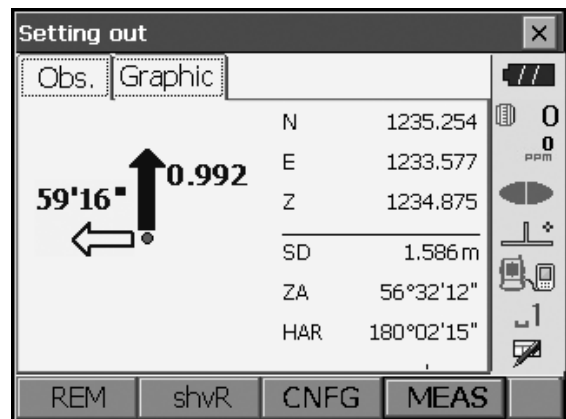 Setting out
Obs. Graphic
N 1235.254
E 1233.577
Z 1234.875
SD 1.586 m
ZA 56°32'12"
HAR 180°02'15"
0.992
59'16"
0
0
PPM
1
REM shvR CNFG MEAS